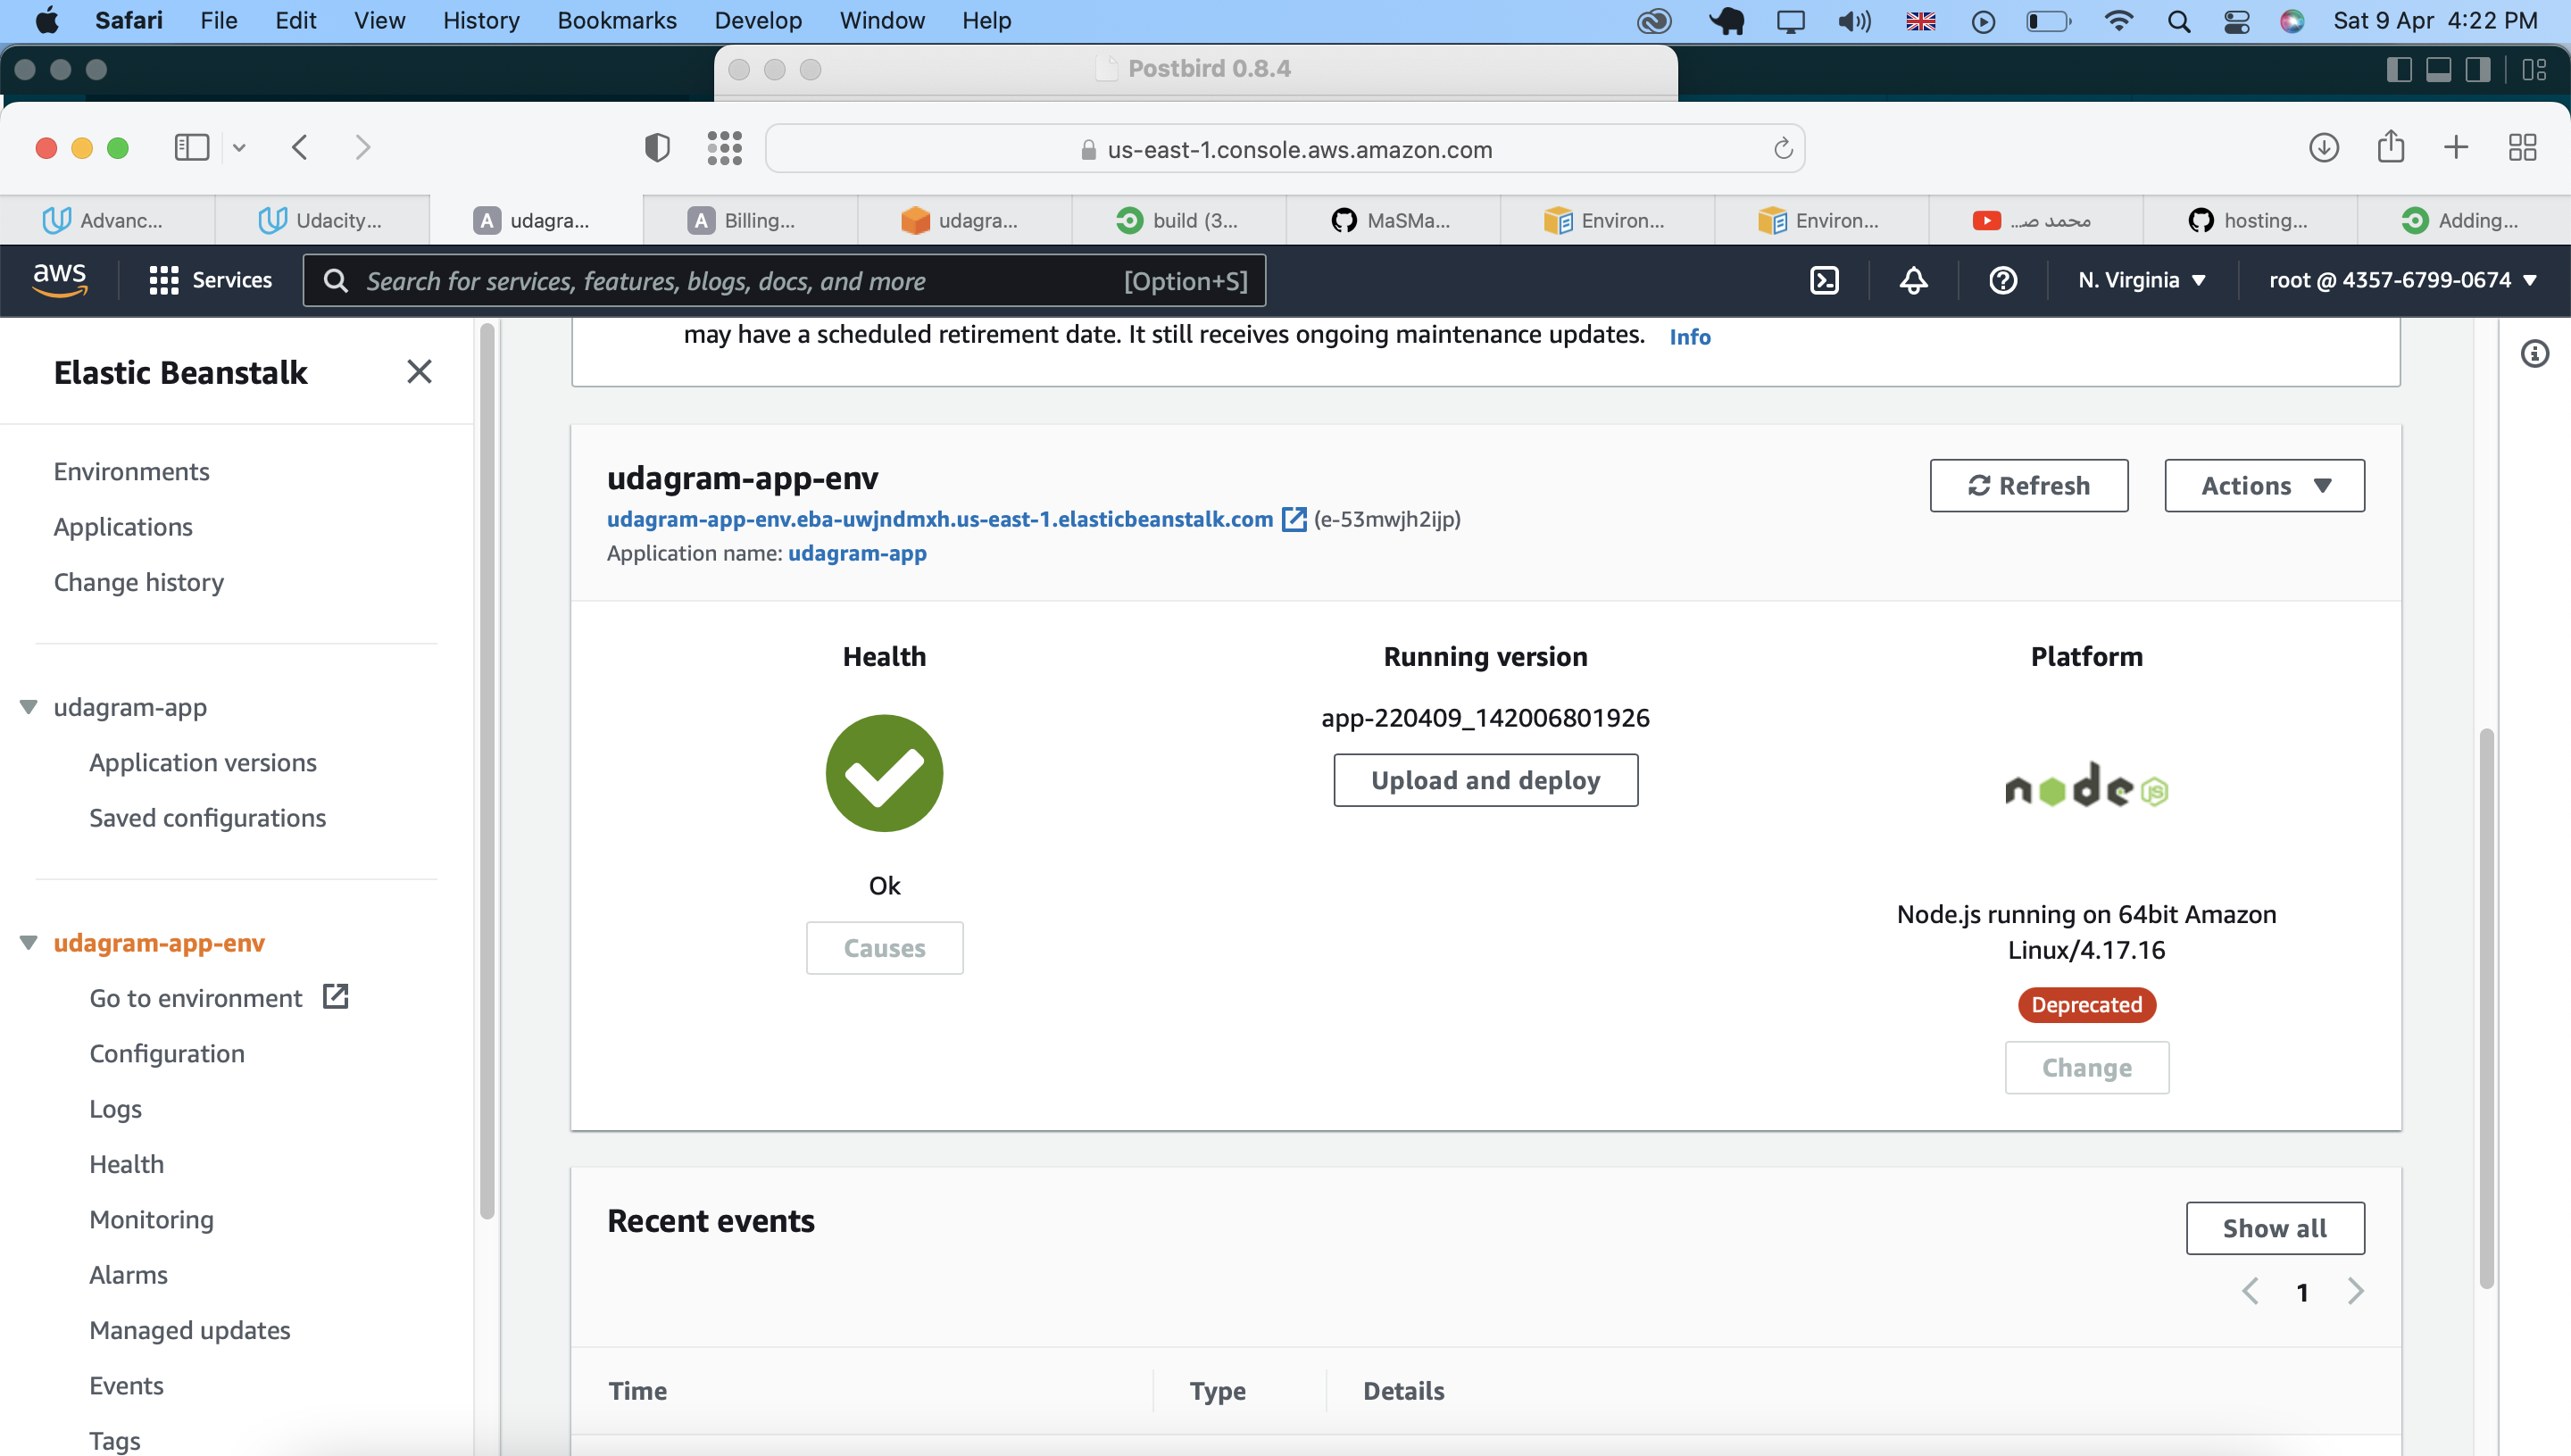 Safari File Edit View History Bookmarks Develop Window Help Sat 9 Apr 4:22 PM
Postbird 0.8.4
us-east-1.console.aws.amazon.com
Advanc... Udacity... A udagra... A Billing... udagra... build (3... MaSMa... Environ... Environ... محمد صـ... hosting... Adding...
aws Services Search for services, features, blogs, docs, and more [Option+S] N. Virginia root @ 4357-6799-0674
may have a scheduled retirement date. It still receives ongoing maintenance updates. Info
Elastic Beanstalk
Environments
Applications
Change history
udagram-app
Application versions
Saved configurations
udagram-app-env
Go to environment
Configuration
Logs
Health
Monitoring
Alarms
Managed updates
Events
Tags
udagram-app-env
Refresh
Actions
udagram-app-env.eba-uwjndmxh.us-east-1.elasticbeanstalk.com (e-53mwjh2ijp)
Application name: udagram-app
Health
Ok
Causes
Running version
app-220409_142006801926
Upload and deploy
Platform
node JS
Node.js running on 64bit Amazon
Linux/4.17.16
Deprecated
Change
Recent events
Show all
1
Time Type Details